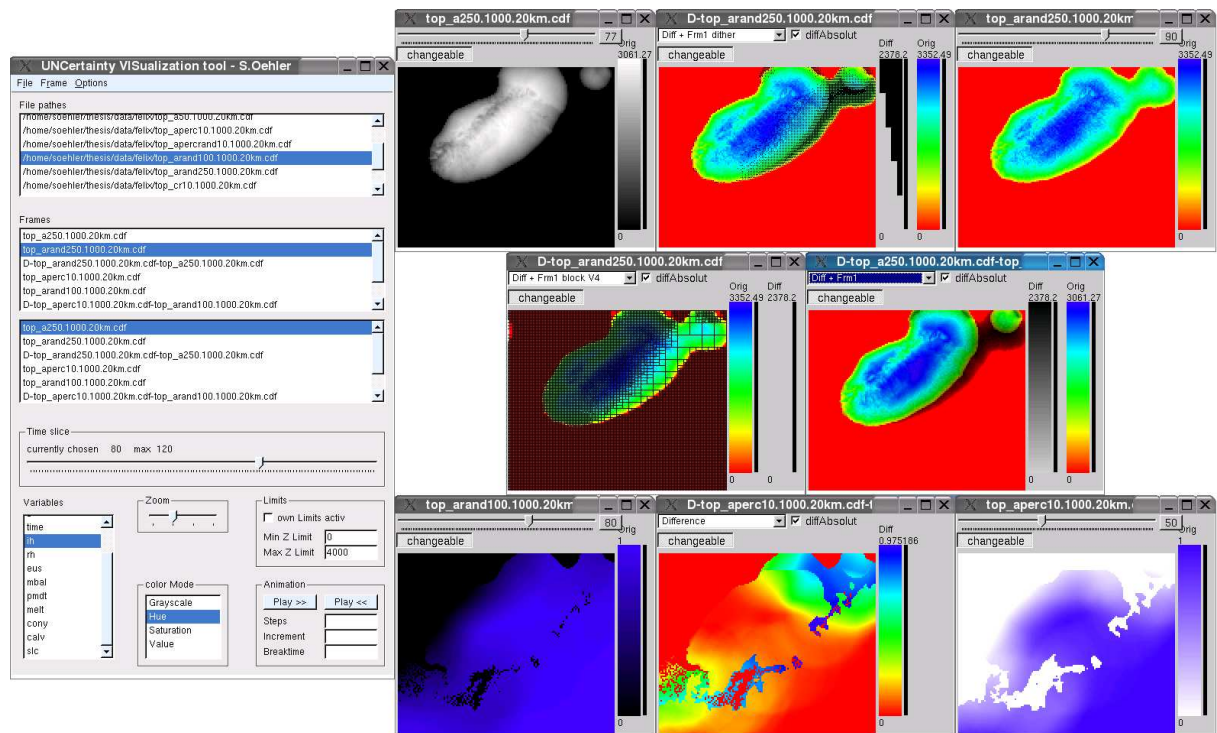 UNCertainty VISualization tool - S.Oehler
File Frame Options
File pathes
/home/soehler/thesis/data/felix/top_a50.1000.20km.cdf
/home/soehler/thesis/data/felix/top_aperc10.1000.20km.cdf
/home/soehler/thesis/data/felix/top_apercrand10.1000.20km.cdf
/home/soehler/thesis/data/felix/top_arand100.1000.20km.cdf
/home/soehler/thesis/data/felix/top_arand250.1000.20km.cdf
/home/soehler/thesis/data/felix/top_cr10.1000.20km.cdf
Frames
top_a250.1000.20km.cdf
top_arand250.1000.20km.cdf
D-top_arand250.1000.20km.cdf-top_a250.1000.20km.cdf
top_aperc10.1000.20km.cdf
top_arand100.1000.20km.cdf
D-top_aperc10.1000.20km.cdf-top_arand100.1000.20km.cdf
top_a250.1000.20km.cdf
top_arand250.1000.20km.cdf
D-top_arand250.1000.20km.cdf-top_a250.1000.20km.cdf
top_aperc10.1000.20km.cdf
top_arand100.1000.20km.cdf
D-top_aperc10.1000.20km.cdf-top_arand100.1000.20km.cdf
Time slice
currently chosen 80 max 120
Variables
time
ih
rh
eus
mbal
pmdt
melt
cony
calv
slc
Zoom
color Mode
Grayscale
Hue
Saturation
Value
Limits
own Limits activ
Min Z Limit 0
Max Z Limit 4000
Animation
Play >> Play <<
Steps
Increment
Breaktime
top_a250.1000.20km.cdf
77
changeable
Orig
3061.27
0
D-top_arand250.1000.20km.cdf
Diff + Frm1 dither diffAbsolut
changeable
Diff Orig
2378.2 3352.49
0 0
top_arand250.1000.20km
90
changeable
Orig
3352.49
0
D-top_arand250.1000.20km.cdf
Diff + Frm1 block V4 diffAbsolut
changeable
Orig Diff
3352.49 2378.2
0 0
D-top_a250.1000.20km.cdf-top_
Diff + Frm1 diffAbsolut
changeable
Diff Orig
2378.2 3061.27
0 0
top_arand100.1000.20km
80
changeable
Orig
1
0
D-top_aperc10.1000.20km.cdf-t
Difference diffAbsolut
changeable
Diff
0.975186
0
top_aperc10.1000.20km.
50
changeable
Orig
1
0